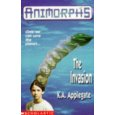 ANIMORPHS
The
Invasion
K.A. Applegate
SCHOLASTIC